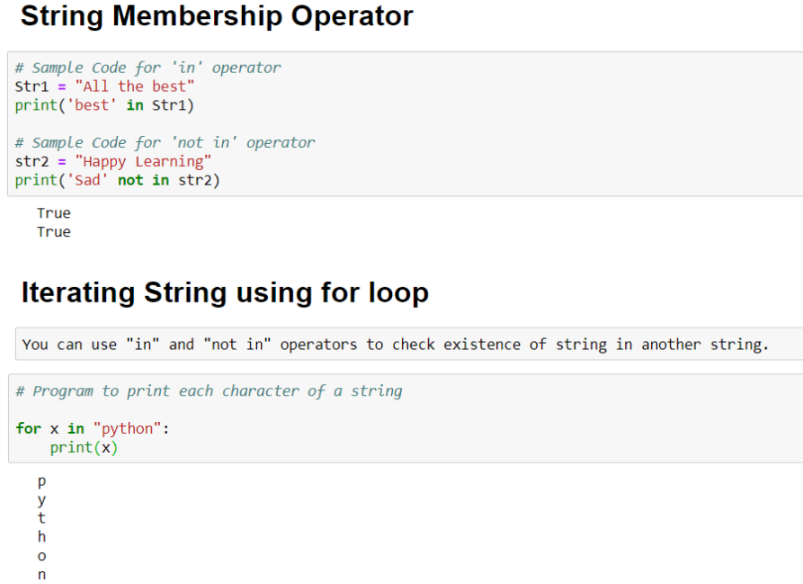 String Membership Operator
# Sample Code for 'in' operator
Str1 = "All the best"
print('best' in Str1)
# Sample Code for 'not in' operator
str2 = "Happy Learning"
print('Sad' not in str2)
True
True
Iterating String using for loop
You can use "in" and "not in" operators to check existence of string in another string.
# Program to print each character of a string
for x in "python":
    print(x)
p
y
t
h
o
n